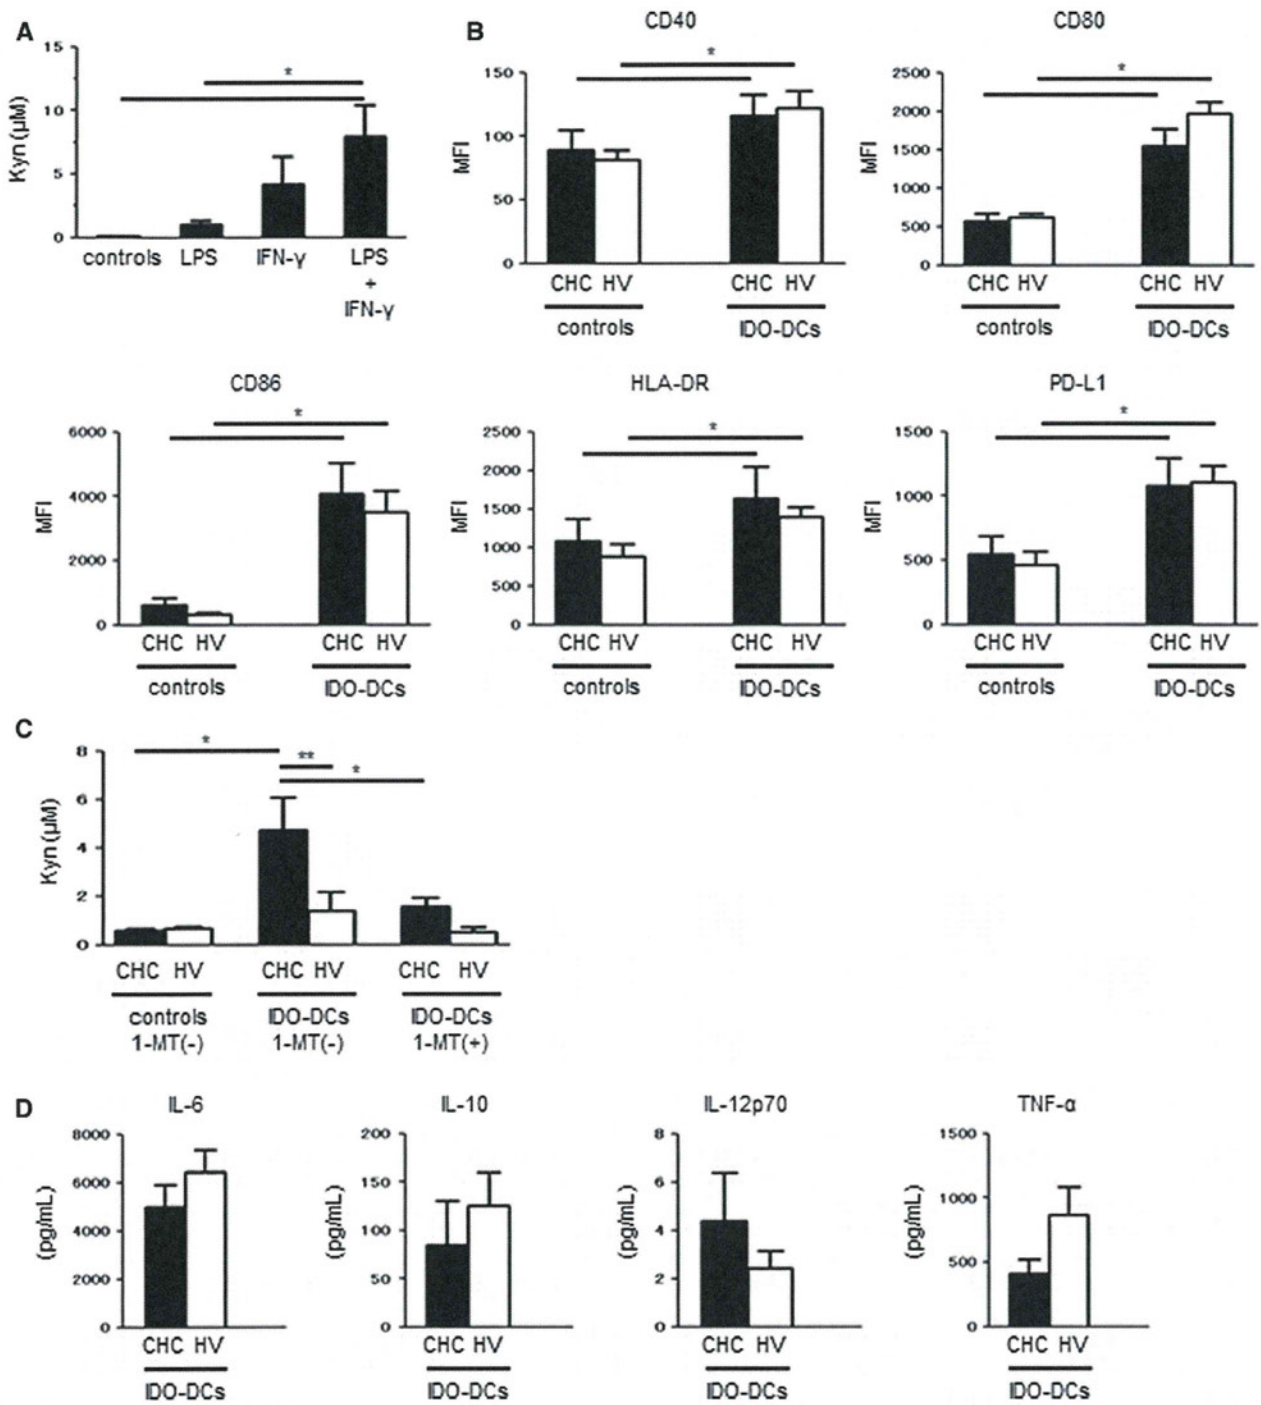 A
*
15
10
5
0
Kyn (μM)
controls LPS IFN-γ LPS
+
IFN-γ
B
CD40
*
150
100
50
0
MFI
CHC HV CHC HV
controls IDO-DCs
CD80
*
2500
2000
1500
1000
500
0
MFI
CHC HV CHC HV
controls IDO-DCs
CD86
*
6000
4000
2000
0
MFI
CHC HV CHC HV
controls IDO-DCs
HLA-DR
*
2500
2000
1500
1000
500
0
MFI
CHC HV CHC HV
controls IDO-DCs
PD-L1
*
1500
1000
500
0
MFI
CHC HV CHC HV
controls IDO-DCs
C
*
**
*
8
6
4
2
0
Kyn (μM)
CHC HV CHC HV CHC HV
controls IDO-DCs IDO-DCs
1-MT(-) 1-MT(-) 1-MT(+)
D
IL-6
8000
6000
4000
2000
0
(pg/mL)
CHC HV
IDO-DCs
IL-10
200
150
100
50
0
(pg/mL)
CHC HV
IDO-DCs
IL-12p70
8
6
4
2
0
(pg/mL)
CHC HV
IDO-DCs
TNF-α
1500
1000
500
0
(pg/mL)
CHC HV
IDO-DCs